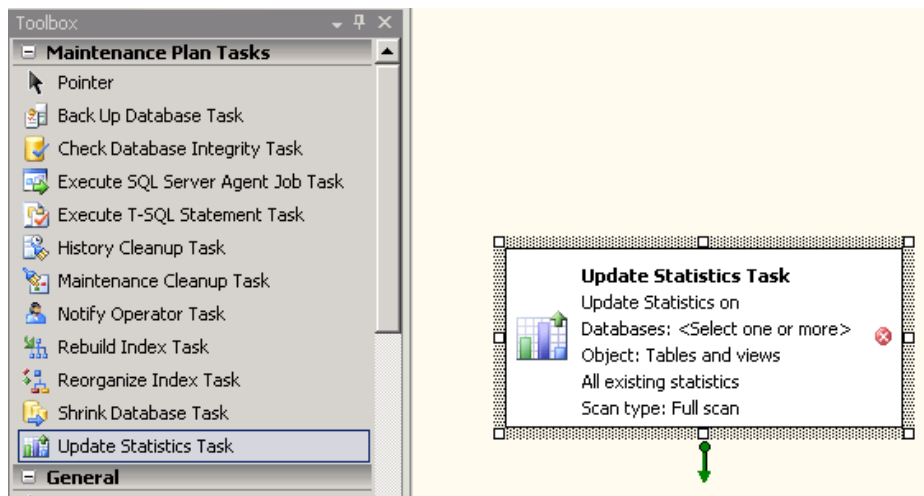 Toolbox
Maintenance Plan Tasks
Pointer
Back Up Database Task
Check Database Integrity Task
Execute SQL Server Agent Job Task
Execute T-SQL Statement Task
History Cleanup Task
Maintenance Cleanup Task
Notify Operator Task
Rebuild Index Task
Reorganize Index Task
Shrink Database Task
Update Statistics Task
General
Update Statistics Task
Update Statistics on
Databases: <Select one or more>
Object: Tables and views
All existing statistics
Scan type: Full scan